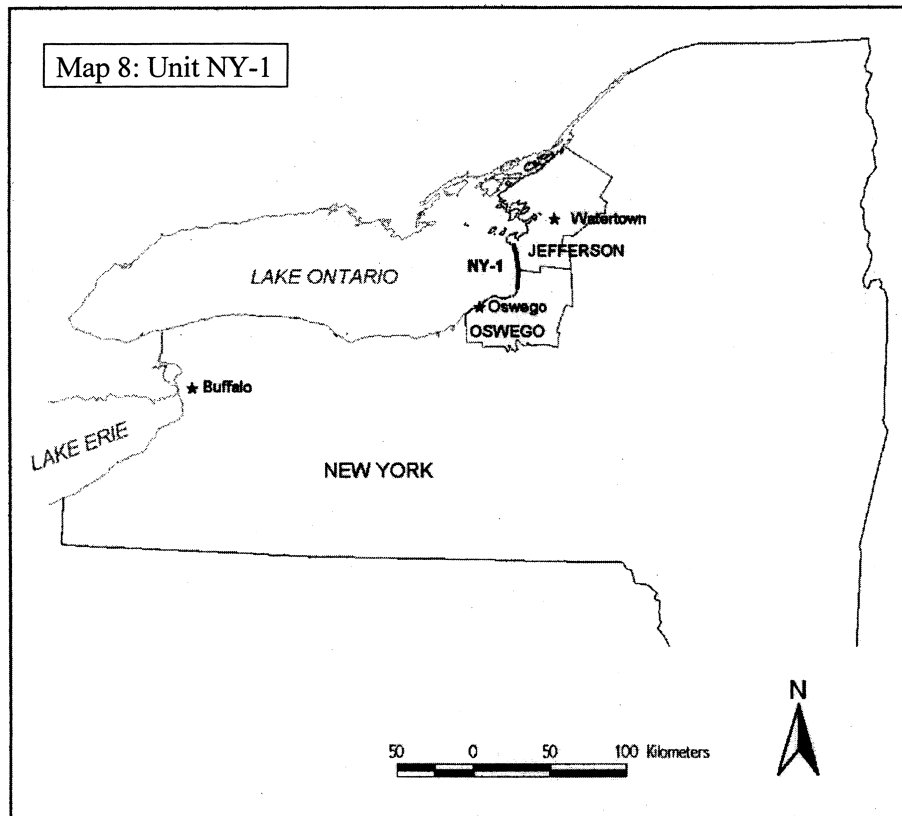 Map 8: Unit NY-1
Watertown
JEFFERSON
NY-1
LAKE ONTARIO
Oswego
OSWEGO
Buffalo
LAKE ERIE
NEW YORK
N
50 0 50 100 Kilometers